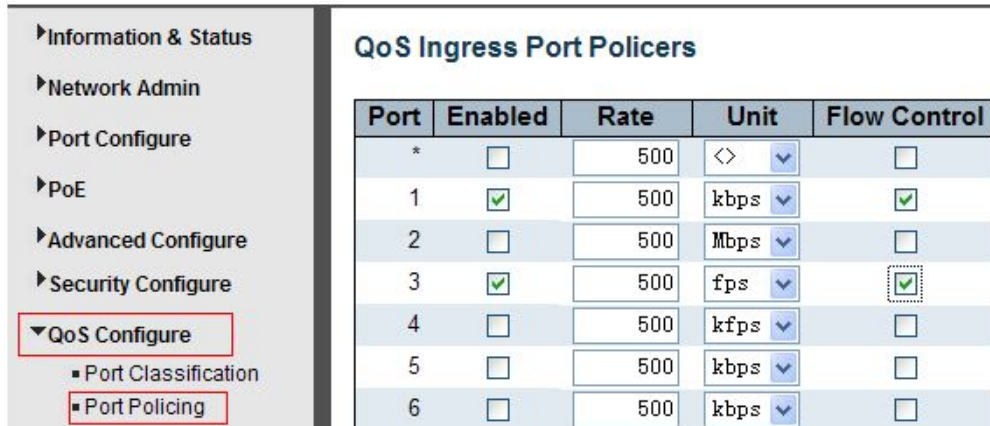 Information & Status
Network Admin
Port Configure
PoE
Advanced Configure
Security Configure
QoS Configure
Port Classification
Port Policing
QoS Ingress Port Policers
Port Enabled Rate Unit Flow Control
* 500 <>
1 500 kbps
2 500 Mbps
3 500 fps
4 500 kfps
5 500 kbps
6 500 kbps